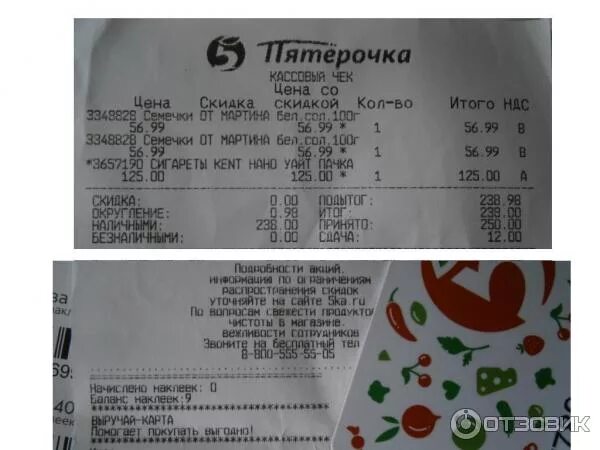 5 Пятёрочка
КАССОВЫЙ ЧЕК
Цена со
Цена Скидка скидкой Кол-во Итого НДС
3348828 Семечки ОТ МАРТИНА бел.сол.100г
56.99 56.99 * 1 56.99 В
3348828 Семечки ОТ МАРТИНА бел.сол.100г
56.99 56.99 * 1 56.99 В
*3657190 СИГАРЕТЫ KENT НАНО УАЙТ ПАЧКА
125.00 125.00 * 1 125.00 А
СКИДКА: 0.00 ПОДЫТОГ: 238.98
ОКРУГЛЕНИЕ: 0.98 ИТОГ: 238.00
НАЛИЧНЫМИ: 238.00 ПРИНЯТО: 250.00
БЕЗНАЛИЧНЫМИ: 0.00 СДАЧА: 12.00
Подробности акций,
информация по ограничениям
распространения скидок
уточняйте на сайте 5ka.ru
По вопросам свежести продуктов
чистоты в магазине,
вежливости сотрудников
Звоните на бесплатный тел
8-800-555-55-05
Начислено наклеек: 0
Баланс наклеек:9
ВЫРУЧАЙ-КАРТА
Помогает покупать выгодно!
ОТЗОВИК